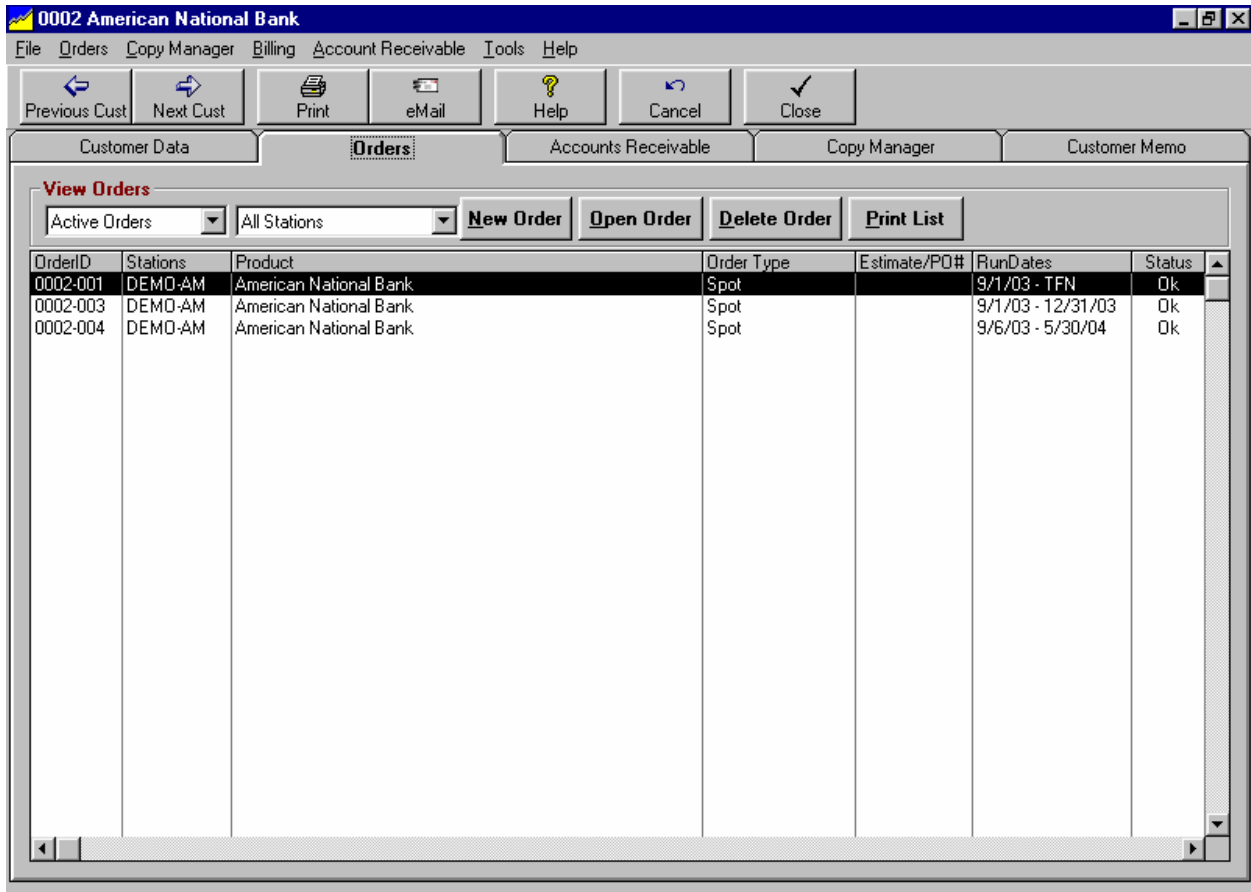 0002 American National Bank
File Orders Copy Manager Billing Account Receivable Tools Help
Previous Cust Next Cust Print eMail Help Cancel Close
Customer Data Orders Accounts Receivable Copy Manager Customer Memo
View Orders
Active Orders All Stations New Order Open Order Delete Order Print List
OrderID Stations Product Order Type Estimate/PO# RunDates Status
0002-001 DEMO-AM American National Bank Spot 9/1/03 - TFN Ok
0002-003 DEMO-AM American National Bank Spot 9/1/03 - 12/31/03 Ok
0002-004 DEMO-AM American National Bank Spot 9/6/03 - 5/30/04 Ok